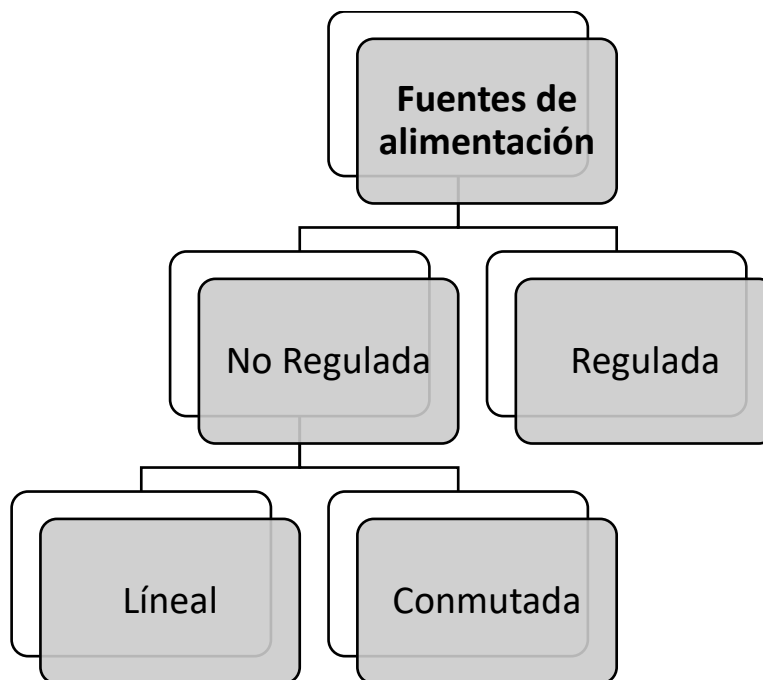 Fuentes de
alimentación
No Regulada
Regulada
Líneal
Conmutada